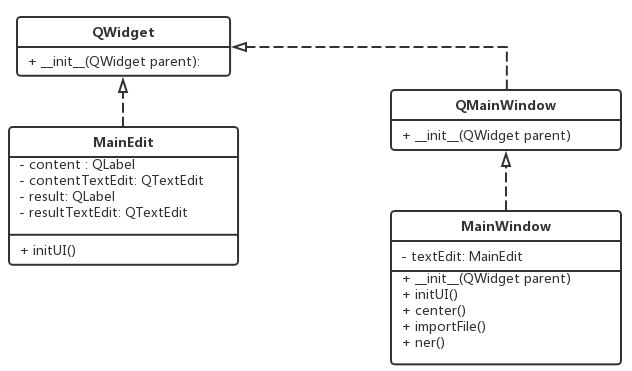 QWidget
+ __init__(QWidget parent):
MainEdit
- content : QLabel
- contentTextEdit: QTextEdit
- result: QLabel
- resultTextEdit: QTextEdit
+ initUI()
QMainWindow
+ __init__(QWidget parent)
MainWindow
- textEdit: MainEdit
+ __init__(QWidget parent)
+ initUI()
+ center()
+ importFile()
+ ner()